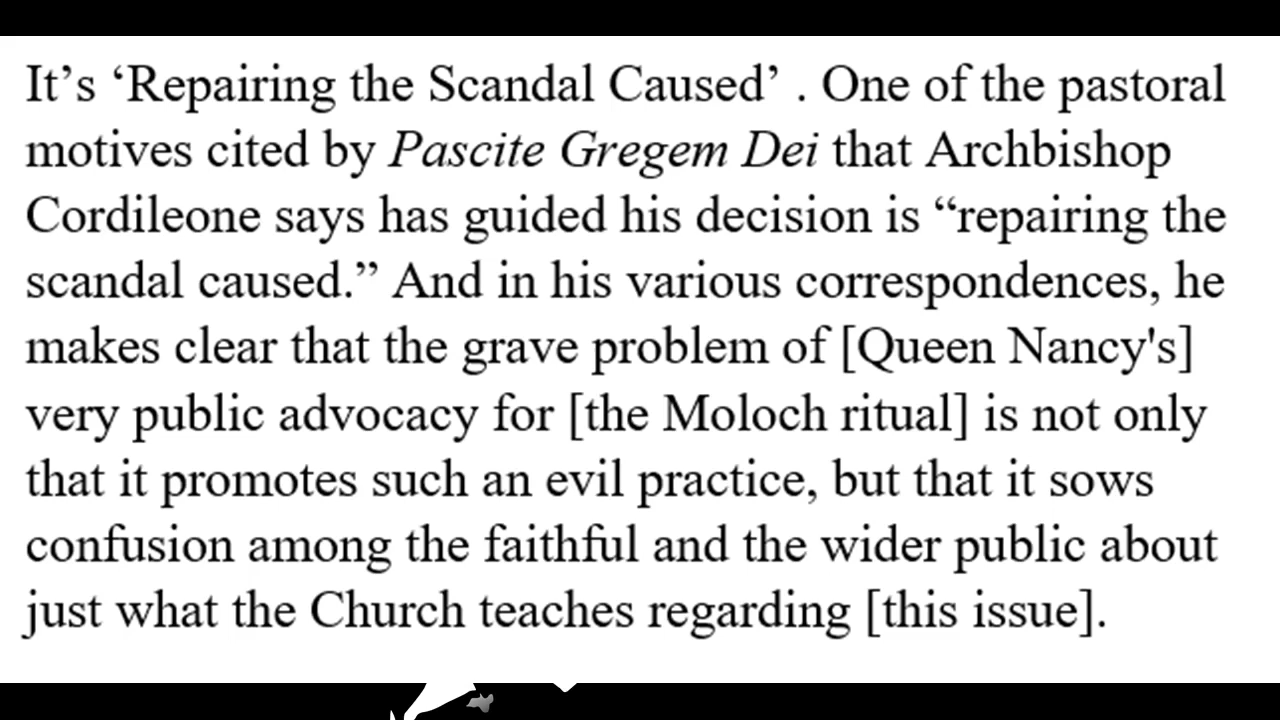 It’s ‘Repairing the Scandal Caused’ . One of the pastoral
motives cited by Pascite Gregem Dei that Archbishop
Cordileone says has guided his decision is “repairing the
scandal caused.” And in his various correspondences, he
makes clear that the grave problem of [Queen Nancy's]
very public advocacy for [the Moloch ritual] is not only
that it promotes such an evil practice, but that it sows
confusion among the faithful and the wider public about
just what the Church teaches regarding [this issue].